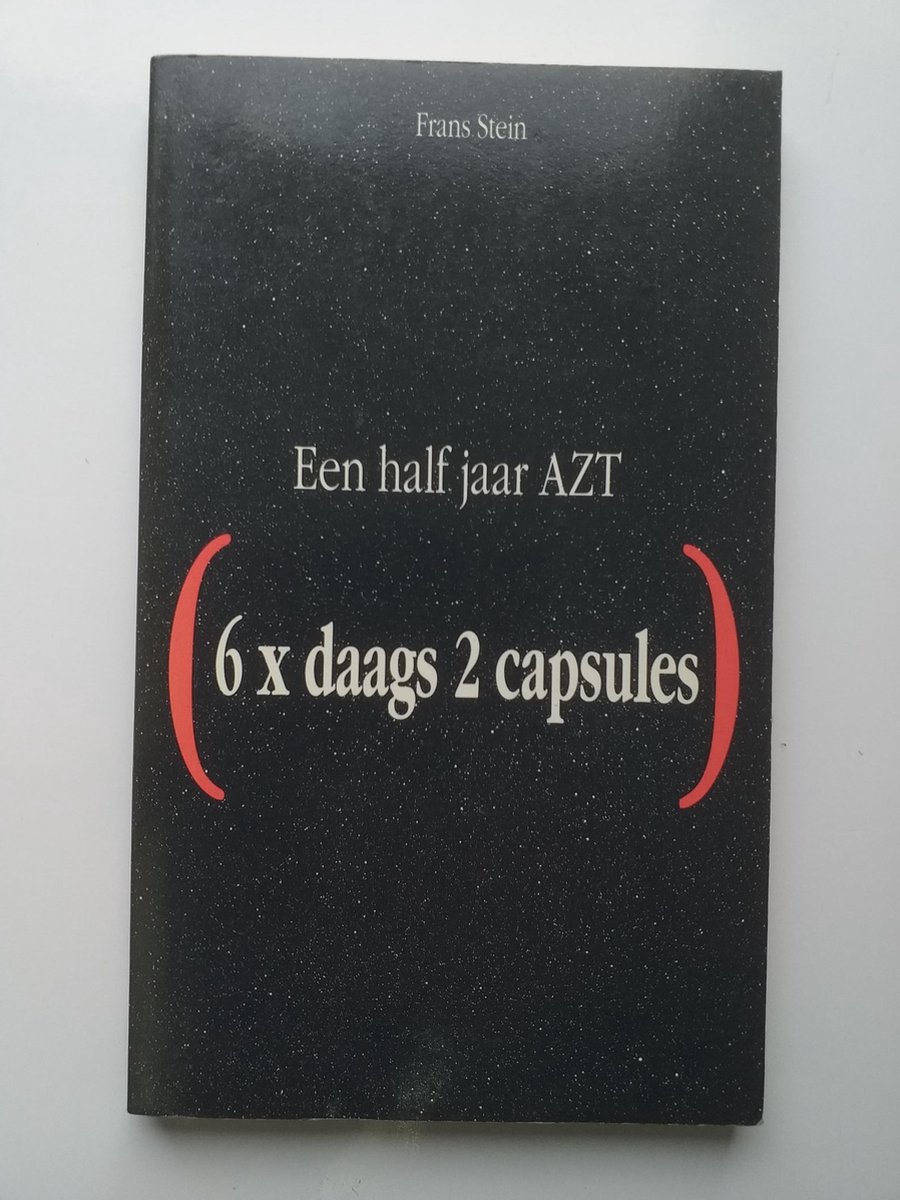 Frans Stein
Een half jaar AZT
(6 x daags 2 capsules)